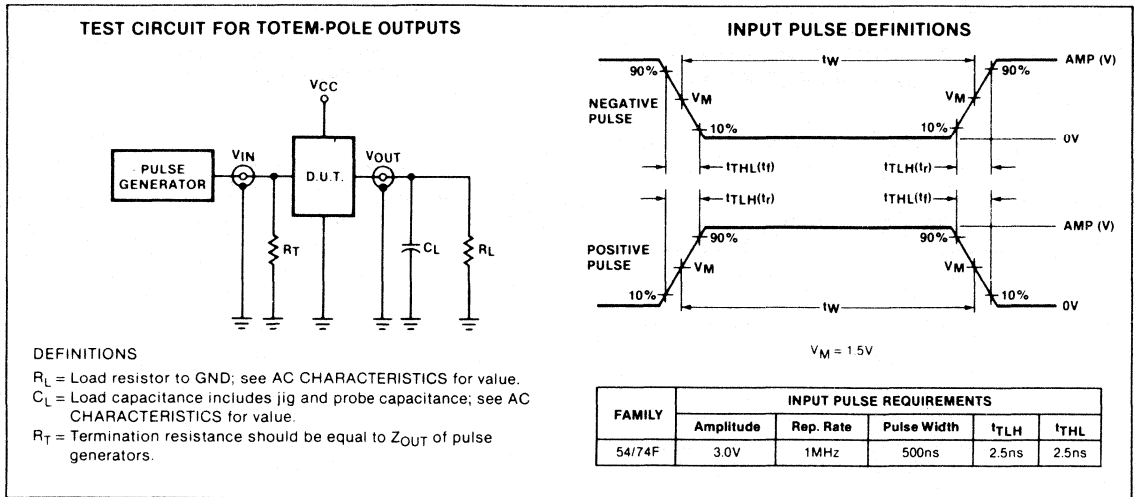 TEST CIRCUIT FOR TOTEM-POLE OUTPUTS
VCC
PULSE
GENERATOR
VIN
D.U.T.
VOUT
RT
CL
RL
DEFINITIONS
RL = Load resistor to GND; see AC CHARACTERISTICS for value.
CL = Load capacitance includes jig and probe capacitance; see AC
CHARACTERISTICS for value.
RT = Termination resistance should be equal to ZOUT of pulse
generators.
INPUT PULSE DEFINITIONS
tW
AMP (V)
90%
90%
NEGATIVE
PULSE
VM
VM
10%
10%
0V
tTHL(tf)
tTLH(tr)
tTLH(tr)
tTHL(tf)
AMP (V)
90%
90%
POSITIVE
PULSE
VM
VM
10%
10%
tW
0V
VM = 1.5V
FAMILY
INPUT PULSE REQUIREMENTS
Amplitude Rep. Rate Pulse Width tTLH tTHL
54/74F 3.0V 1MHz 500ns 2.5ns 2.5ns